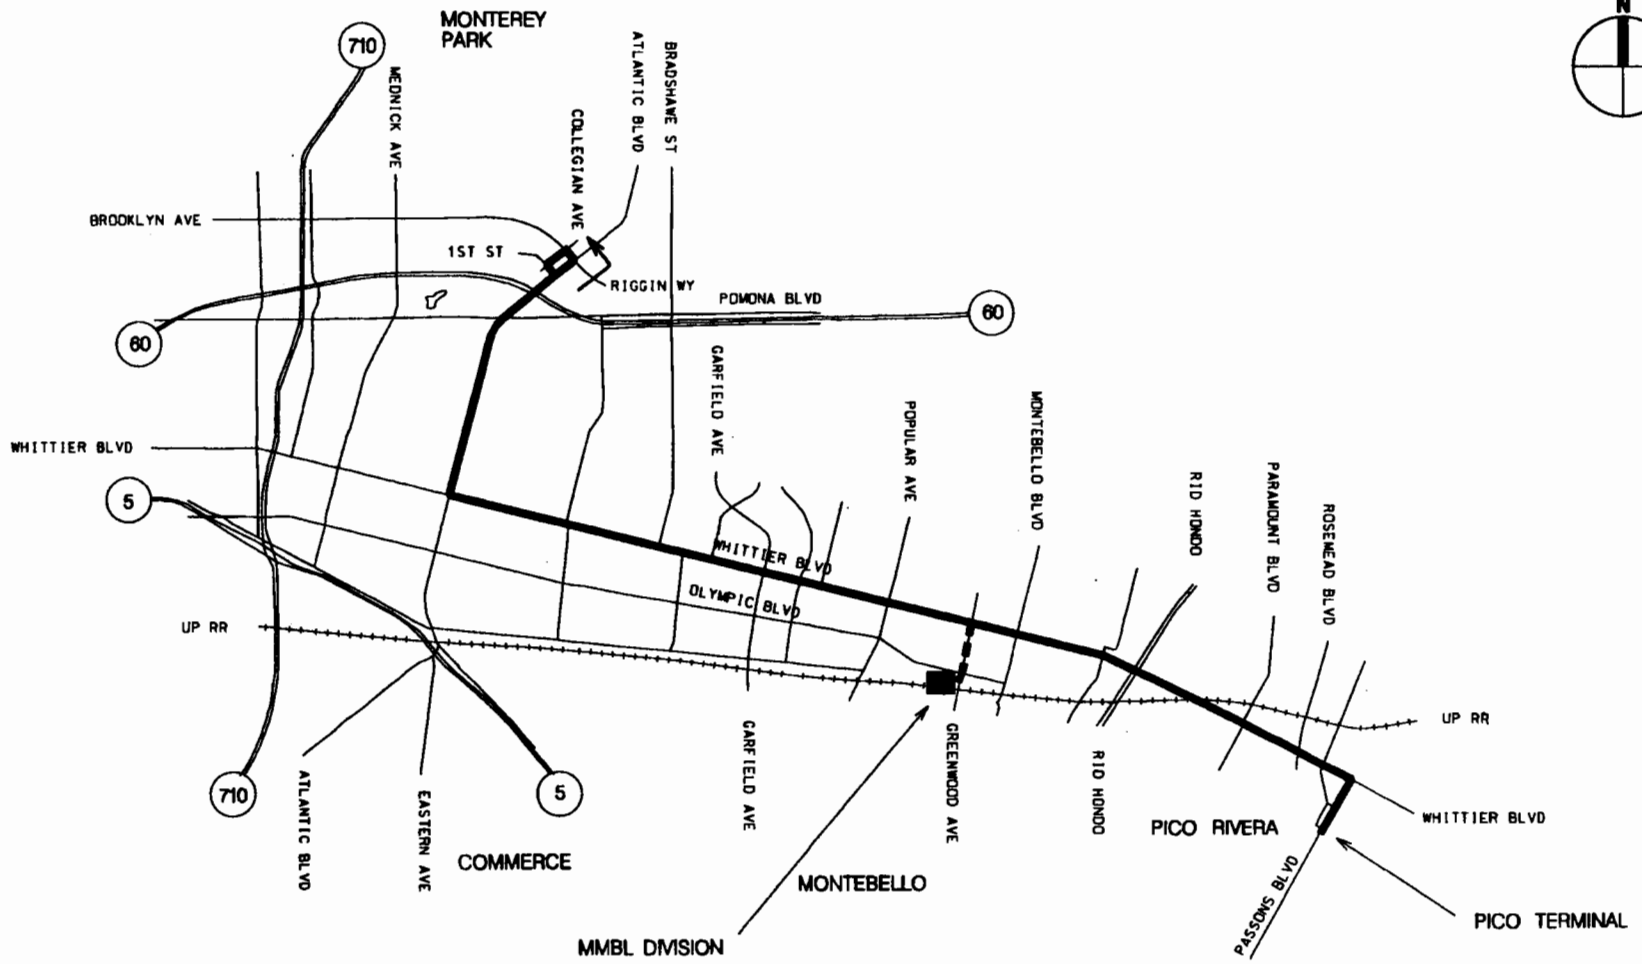 N
MONTEREY
PARK
710
MEDNICK AVE
COLLEGIAN AVE
ATLANTIC BLVD
BRADSHAWE ST
BROOKLYN AVE
1ST ST
RIGGIN WY
POMONA BLVD
60
60
GARFIELD AVE
POPULAR AVE
MONTEBELLO BLVD
RIO HONDO
PARAMOUNT BLVD
ROSEMEAD BLVD
WHITTIER BLVD
5
WHITTIER BLVD
OLYMPIC BLVD
UP RR
UP RR
710
ATLANTIC BLVD
EASTERN AVE
5
GARFIELD AVE
GREENWOOD AVE
RIO HONDO
PICO RIVERA
WHITTIER BLVD
COMMERCE
MONTEBELLO
PASSONS BLVD
PICO TERMINAL
MMBL DIVISION